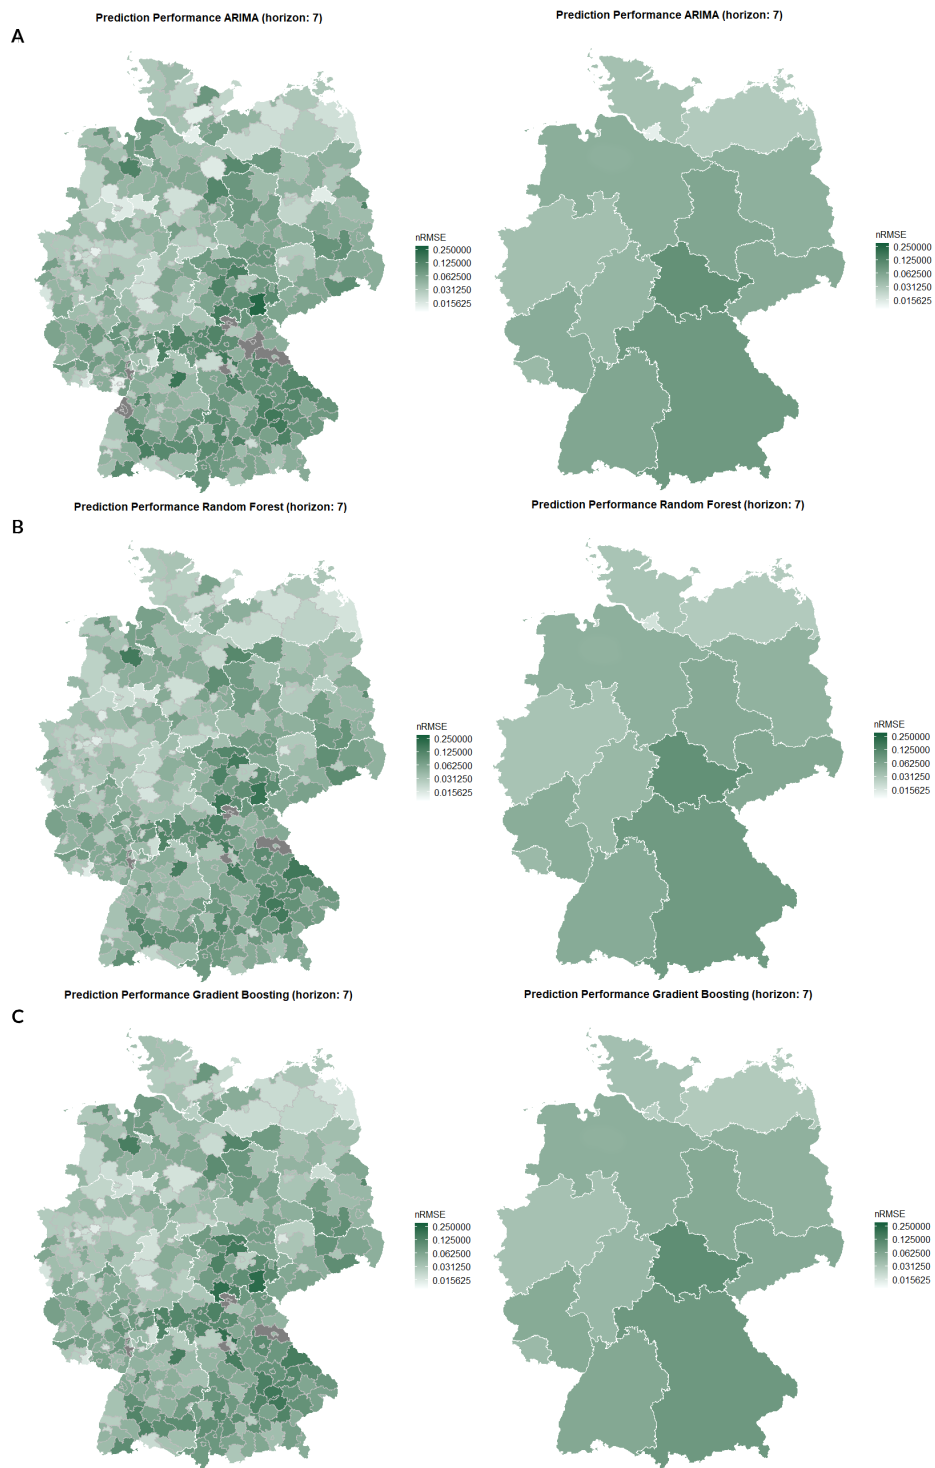 Prediction Performance ARIMA (horizon: 7)
Prediction Performance ARIMA (horizon: 7)
A
nRMSE
0.250000
0.125000
0.062500
0.031250
0.015625
nRMSE
0.250000
0.125000
0.062500
0.031250
0.015625
Prediction Performance Random Forest (horizon: 7)
Prediction Performance Random Forest (horizon: 7)
B
nRMSE
0.250000
0.125000
0.062500
0.031250
0.015625
nRMSE
0.250000
0.125000
0.062500
0.031250
0.015625
Prediction Performance Gradient Boosting (horizon: 7)
Prediction Performance Gradient Boosting (horizon: 7)
C
nRMSE
0.250000
0.125000
0.062500
0.031250
0.015625
nRMSE
0.250000
0.125000
0.062500
0.031250
0.015625